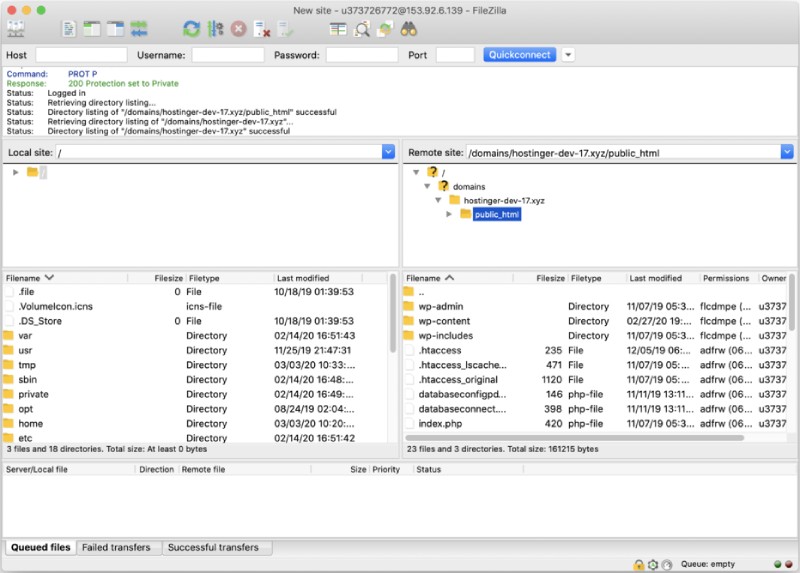 New site - u373726772@153.92.6.139 - FileZilla
Host Username: Password: Port Quickconnect
Command: PROT P
Response: 200 Protection set to Private
Status: Logged in
Status: Retrieving directory listing...
Status: Directory listing of "/domains/hostinger-dev-17.xyz/public_html" successful
Status: Retrieving directory listing of "/domains/hostinger-dev-17.xyz"...
Status: Directory listing of "/domains/hostinger-dev-17.xyz" successful
Local site: /
/
Remote site: /domains/hostinger-dev-17.xyz/public_html
/
domains
hostinger-dev-17.xyz
public_html
Filename Filesize Filetype Last modified
.file 0 File 10/18/19 01:39:53
.VolumeIcon.icns icns-file
.DS_Store 0 File 10/18/19 01:39:53
var Directory 02/14/20 16:51:43
usr Directory 11/25/19 21:47:31
tmp Directory 03/03/20 10:33:...
sbin Directory 02/14/20 16:48:...
private Directory 02/14/20 16:49:...
opt Directory 08/24/19 02:04:...
home Directory 03/03/20 10:20:...
etc Directory 02/14/20 16:51:42
3 files and 18 directories. Total size: At least 0 bytes
Filename Filesize Filetype Last modified Permissions Owner
..
wp-admin Directory 11/07/19 05:3... flcdmpe (... u3737
wp-content Directory 02/27/20 19:... flcdmpe (... u3737
wp-includes Directory 11/07/19 05:3... flcdmpe (... u3737
.htaccess 235 File 12/05/19 06:... adfrw (06... u3737
.htaccess_lscache... 471 File 11/07/19 05:... adfrw (06... u3737
.htaccess_original 1120 File 11/07/19 05:... adfrw (06... u3737
databaseconfigpd... 146 php-file 11/11/19 13:11... adfrw (06... u3737
databaseconnect.... 398 php-file 11/11/19 13:11... adfrw (06... u3737
index.php 420 php-file 11/07/19 05:3... adfrw (06... u3737
23 files and 3 directories. Total size: 161215 bytes
Server/Local file Direction Remote file Size Priority Status
Queued files Failed transfers Successful transfers
Queue: empty